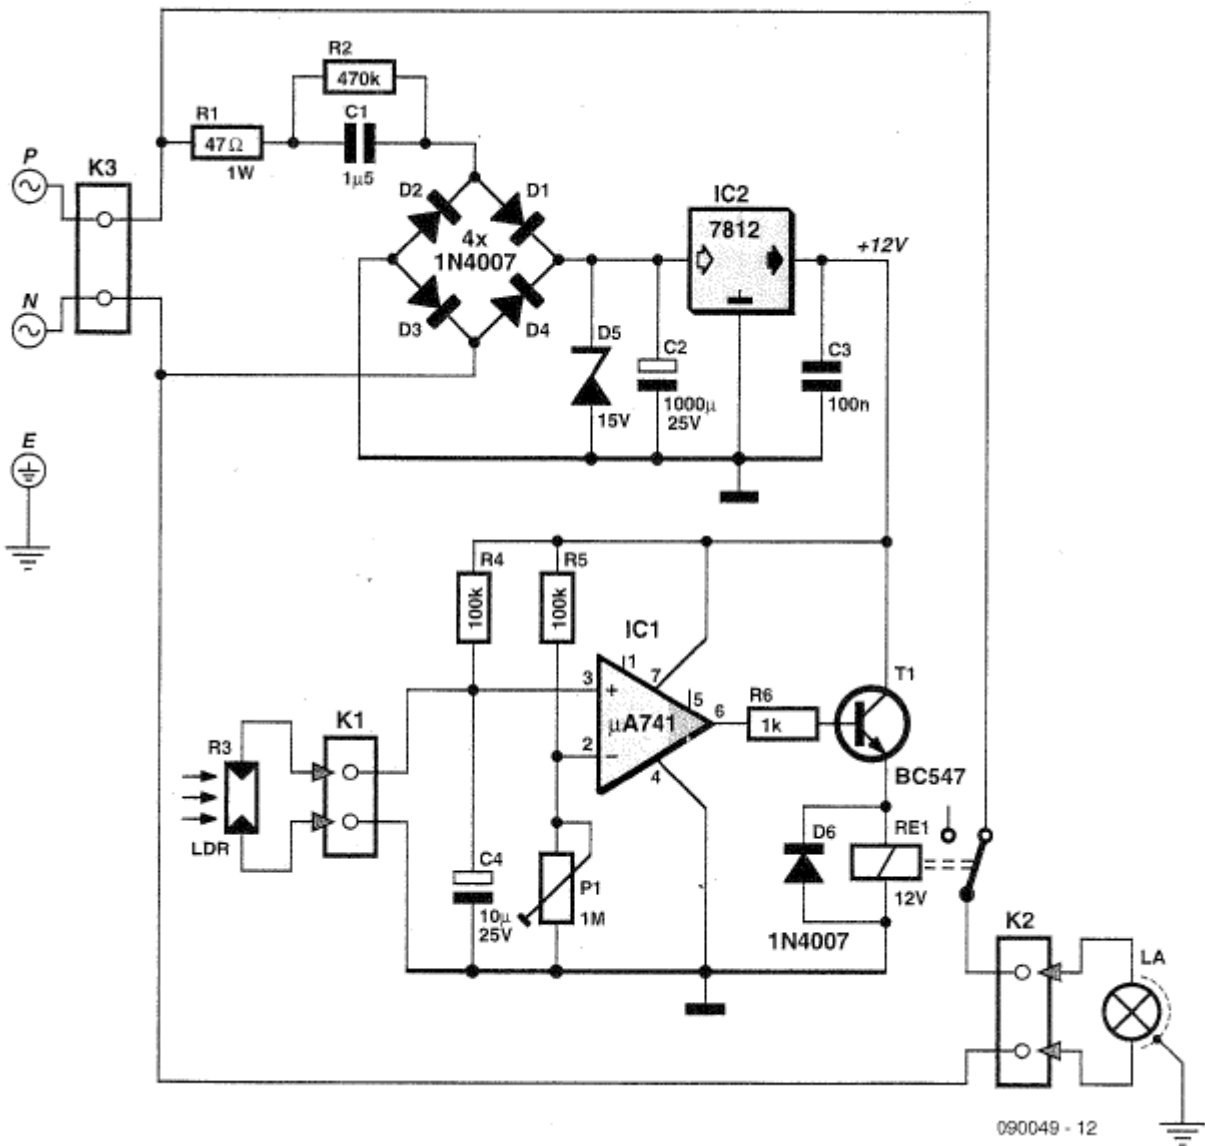 R2
470k
R1
C1
47Ω
1W
1µ5
P
K3
D2
D1
4x
1N4007
D3
D4
IC2
7812
+12V
N
D5
15V
C2
1000µ
25V
C3
100n
E
R4
100k
R5
100k
IC1
1
7
3
+
µA741
5
6
2
−
4
R6
1k
T1
BC547
K1
R3
LDR
C4
10µ
25V
P1
1M
D6
1N4007
RE1
12V
K2
LA
090049 - 12